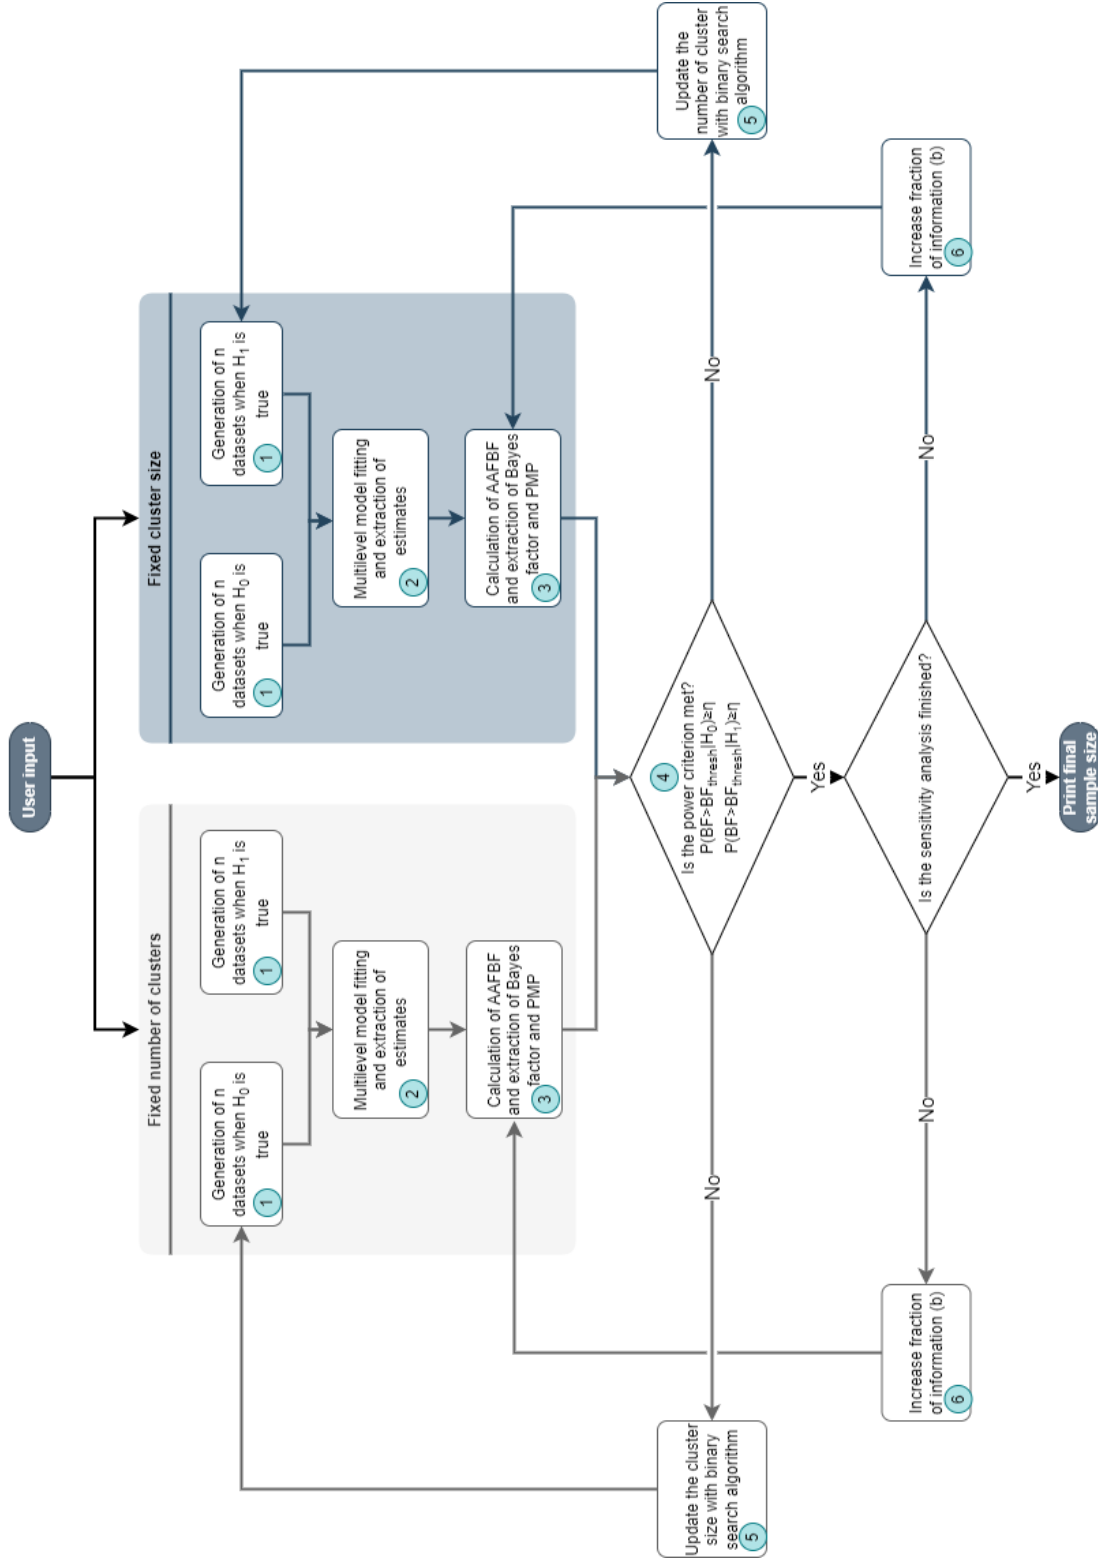 User input
Fixed number of clusters
Generation of n
datasets when H₀ is
true
1
Generation of n
datasets when H₁ is
true
1
Multilevel model fitting
and extraction of
estimates
2
Calculation of AAFBF
and extraction of Bayes
factor and PMP
3
Fixed cluster size
Generation of n
datasets when H₀ is
true
1
Generation of n
datasets when H₁ is
true
1
Multilevel model fitting
and extraction of
estimates
2
Calculation of AAFBF
and extraction of Bayes
factor and PMP
3
4
Is the power criterion met?
P(BF>BFthresh|H₀)≥η
P(BF>BFthresh|H₁)≥η
No
No
Update the cluster
size with binary
search algorithm
5
Update the
number of cluster
with binary search
algorithm
5
Yes
Is the sensitivity analysis finished?
No
No
Increase fraction
of information (b)
6
Increase fraction
of information (b)
6
Yes
Print final
sample size